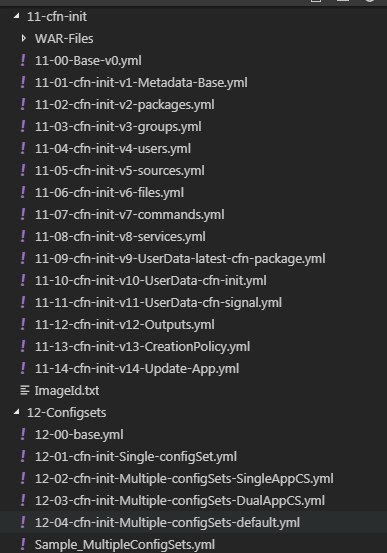 11-cfn-init
WAR-Files
11-00-Base-v0.yml
11-01-cfn-init-v1-Metadata-Base.yml
11-02-cfn-init-v2-packages.yml
11-03-cfn-init-v3-groups.yml
11-04-cfn-init-v4-users.yml
11-05-cfn-init-v5-sources.yml
11-06-cfn-init-v6-files.yml
11-07-cfn-init-v7-commands.yml
11-08-cfn-init-v8-services.yml
11-09-cfn-init-v9-UserData-latest-cfn-package.yml
11-10-cfn-init-v10-UserData-cfn-init.yml
11-11-cfn-init-v11-UserData-cfn-signal.yml
11-12-cfn-init-v12-Outputs.yml
11-13-cfn-init-v13-CreationPolicy.yml
11-14-cfn-init-v14-Update-App.yml
ImageId.txt
12-Configsets
12-00-base.yml
12-01-cfn-init-Single-configSet.yml
12-02-cfn-init-Multiple-configSets-SingleAppCS.yml
12-03-cfn-init-Multiple-configSets-DualAppCS.yml
12-04-cfn-init-Multiple-configSets-default.yml
Sample_MultipleConfigSets.yml